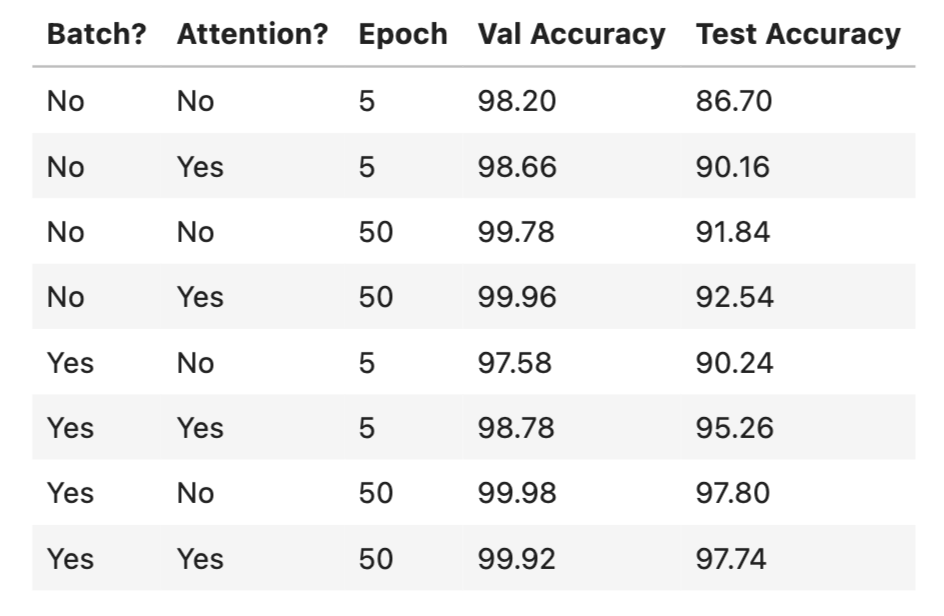 Batch? Attention? Epoch Val Accuracy Test Accuracy
No No 5 98.20 86.70
No Yes 5 98.66 90.16
No No 50 99.78 91.84
No Yes 50 99.96 92.54
Yes No 5 97.58 90.24
Yes Yes 5 98.78 95.26
Yes No 50 99.98 97.80
Yes Yes 50 99.92 97.74